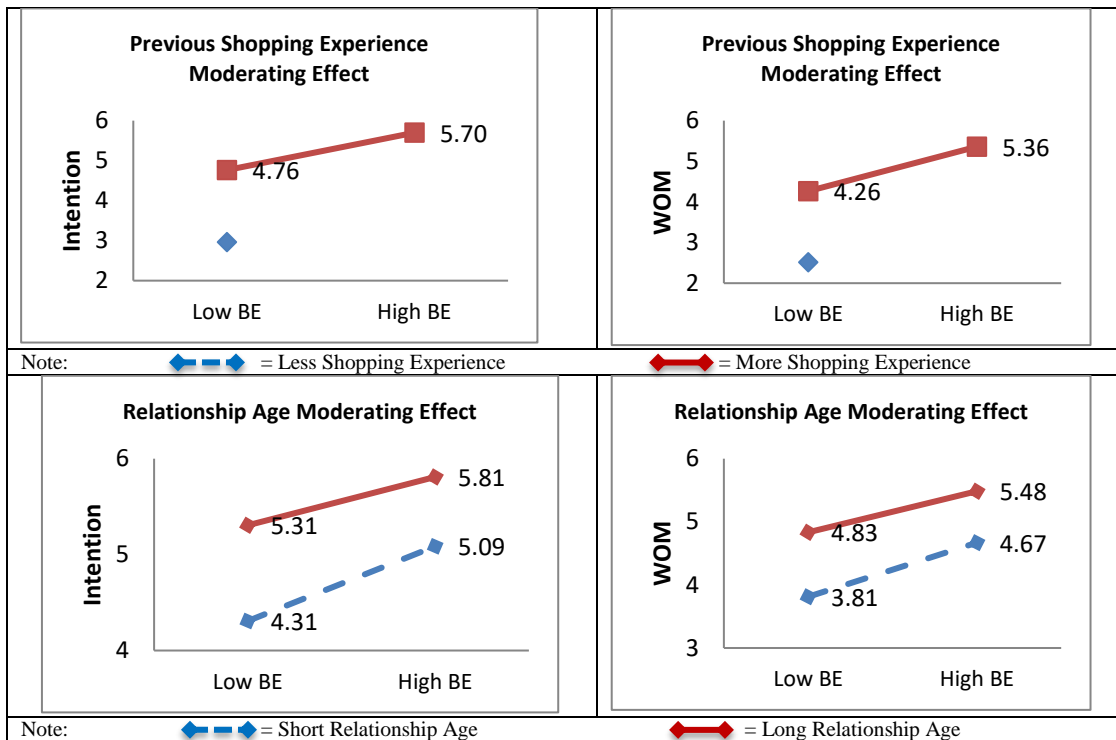 Previous Shopping Experience
Moderating Effect
6
5
4
3
2
Intention
4.76
5.70
Low BE
High BE
Previous Shopping Experience
Moderating Effect
6
5
4
3
2
WOM
4.26
5.36
Low BE
High BE
Note: = Less Shopping Experience
= More Shopping Experience
Relationship Age Moderating Effect
6
5
4
Intention
5.31
5.81
4.31
5.09
Low BE
High BE
Relationship Age Moderating Effect
6
5
4
3
WOM
4.83
5.48
3.81
4.67
Low BE
High BE
Note: = Short Relationship Age
= Long Relationship Age